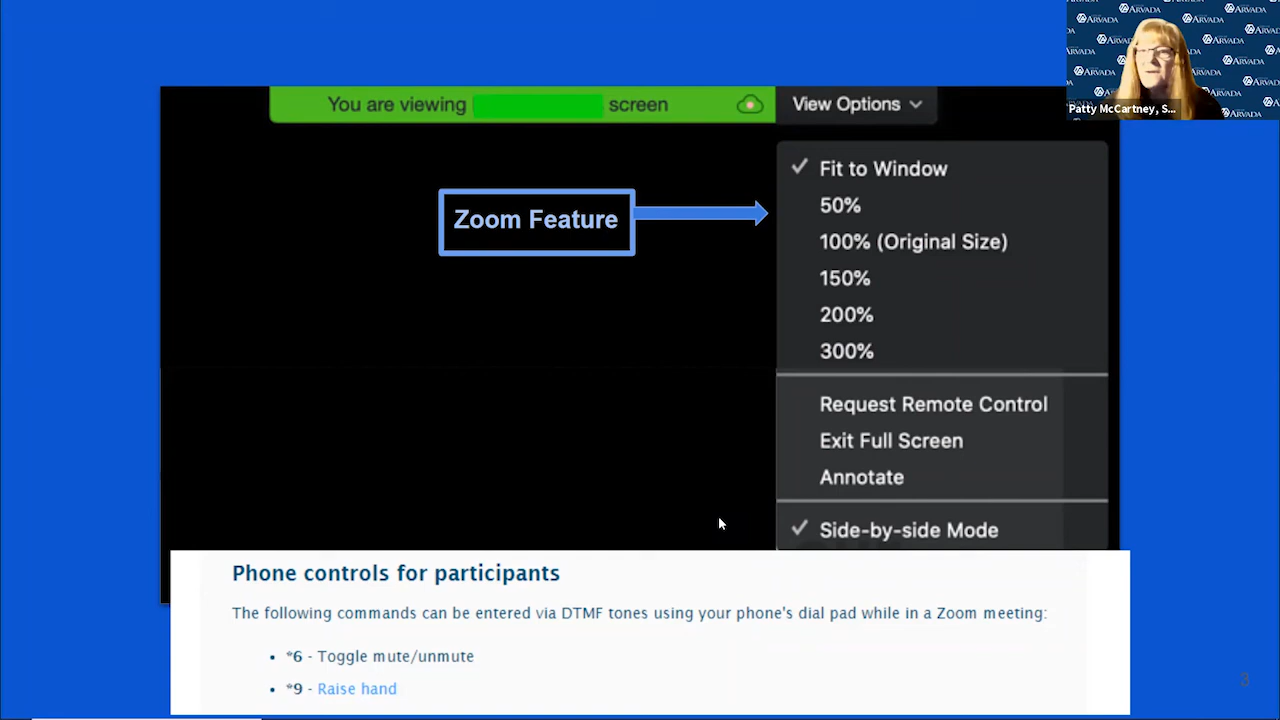 You are viewing screen
View Options
Fit to Window
50%
100% (Original Size)
150%
200%
300%
Request Remote Control
Exit Full Screen
Annotate
Side-by-side Mode
Zoom Feature
Phone controls for participants
The following commands can be entered via DTMF tones using your phone's dial pad while in a Zoom meeting:
• *6 - Toggle mute/unmute
• *9 - Raise hand
3
ARVADA
Patty McCartney, S...